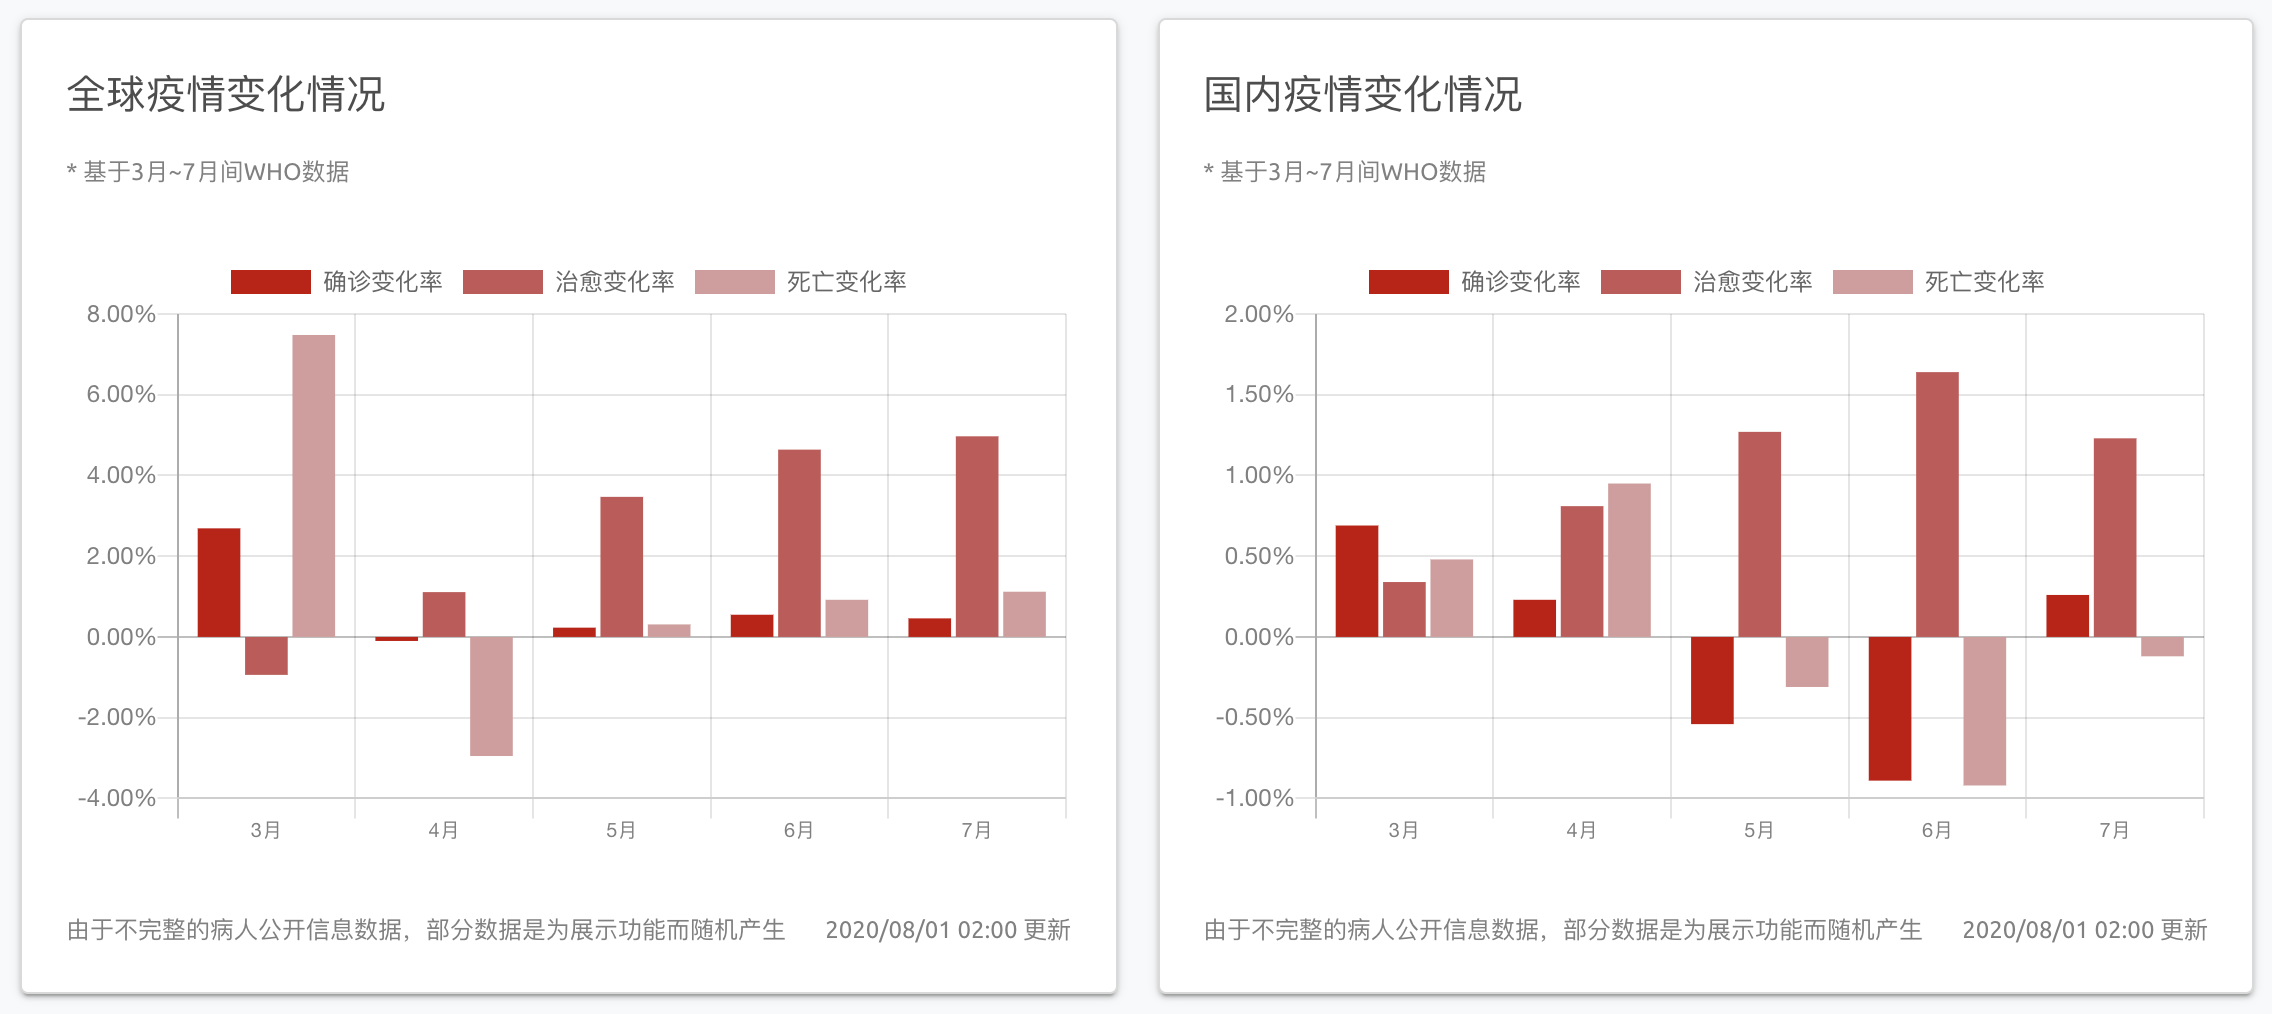 全球疫情变化情况
* 基于3月~7月间WHO数据
确诊变化率 治愈变化率 死亡变化率
8.00%
6.00%
4.00%
2.00%
0.00%
-2.00%
-4.00%
3月 4月 5月 6月 7月
由于不完整的病人公开信息数据，部分数据是为展示功能而随机产生 2020/08/01 02:00 更新
国内疫情变化情况
* 基于3月~7月间WHO数据
确诊变化率 治愈变化率 死亡变化率
2.00%
1.50%
1.00%
0.50%
0.00%
-0.50%
-1.00%
3月 4月 5月 6月 7月
由于不完整的病人公开信息数据，部分数据是为展示功能而随机产生 2020/08/01 02:00 更新